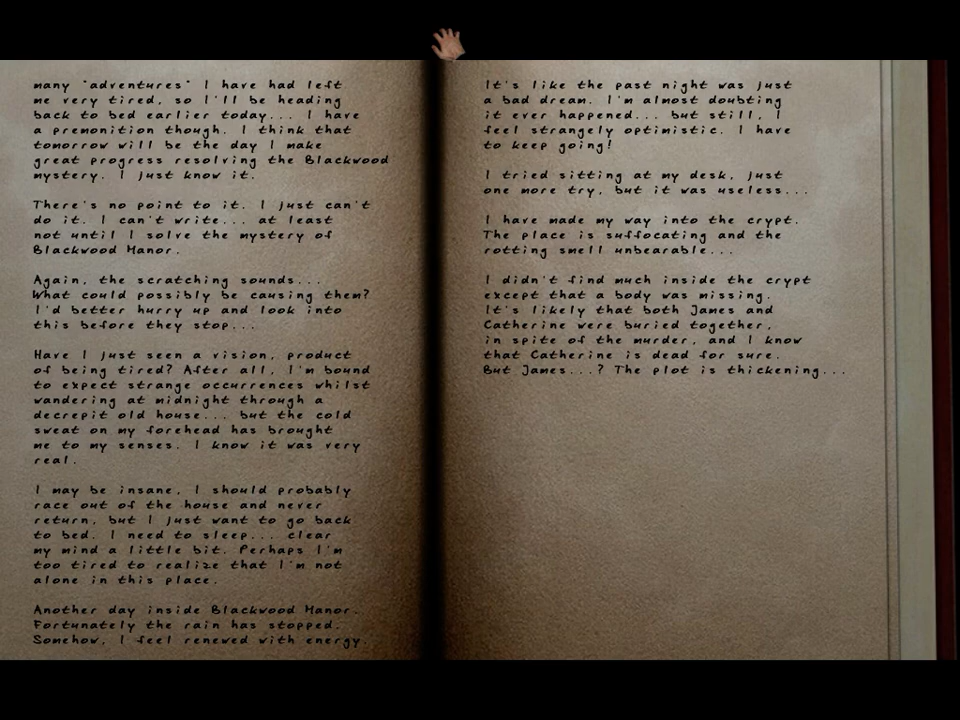 many "adventures" I have had left
me very tired, so I'll be heading
back to bed earlier today... I have
a premonition though. I think that
tomorrow will be the day I make
great progress resolving the Blackwood
mystery. I just know it.
There's no point to it. I just can't
do it. I can't write... at least
not until I solve the mystery of
Blackwood Manor.
Again, the scratching sounds...
What could possibly be causing them?
I'd better hurry up and look into
this before they stop...
Have I just seen a vision, product
of being tired? After all, I'm bound
to expect strange occurrences whilst
wandering at midnight through a
decrepit old house... but the cold
sweat on my forehead has brought
me to my senses. I know it was very
real.
I may be insane, I should probably
race out of the house and never
return, but I just want to go back
to bed. I need to sleep... clear
my mind a little bit. Perhaps I'm
too tired to realize that I'm not
alone in this place.
Another day inside Blackwood Manor.
Fortunately the rain has stopped.
Somehow, I feel renewed with energy.
It's like the past night was just
a bad dream. I'm almost doubting
it ever happened... but still, I
feel strangely optimistic. I have
to keep going!
I tried sitting at my desk, just
one more try, but it was useless...
I have made my way into the crypt.
The place is suffocating and the
rotting smell unbearable...
I didn't find much inside the crypt
except that a body was missing.
It's likely that both James and
Catherine were buried together,
in spite of the murder, and I know
that Catherine is dead for sure.
But James...? The plot is thickening...